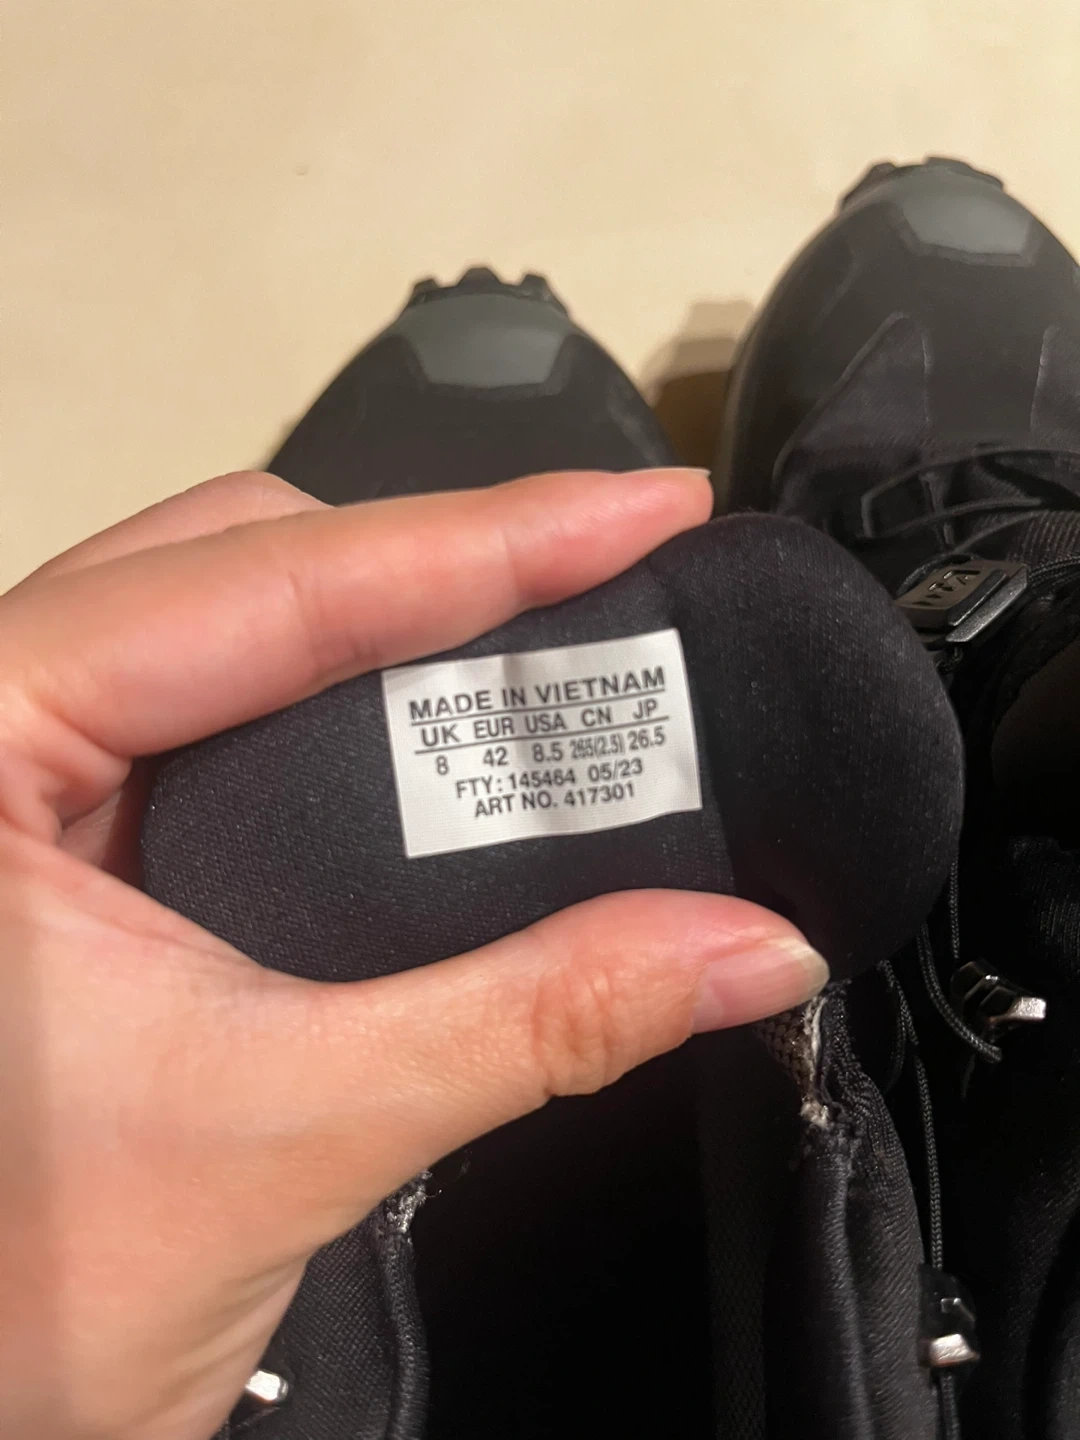 MADE IN VIETNAM
UK EUR USA CN JP
8 42 8.5 265(2.5) 26.5
FTY: 145464 05/23
ART NO. 417301